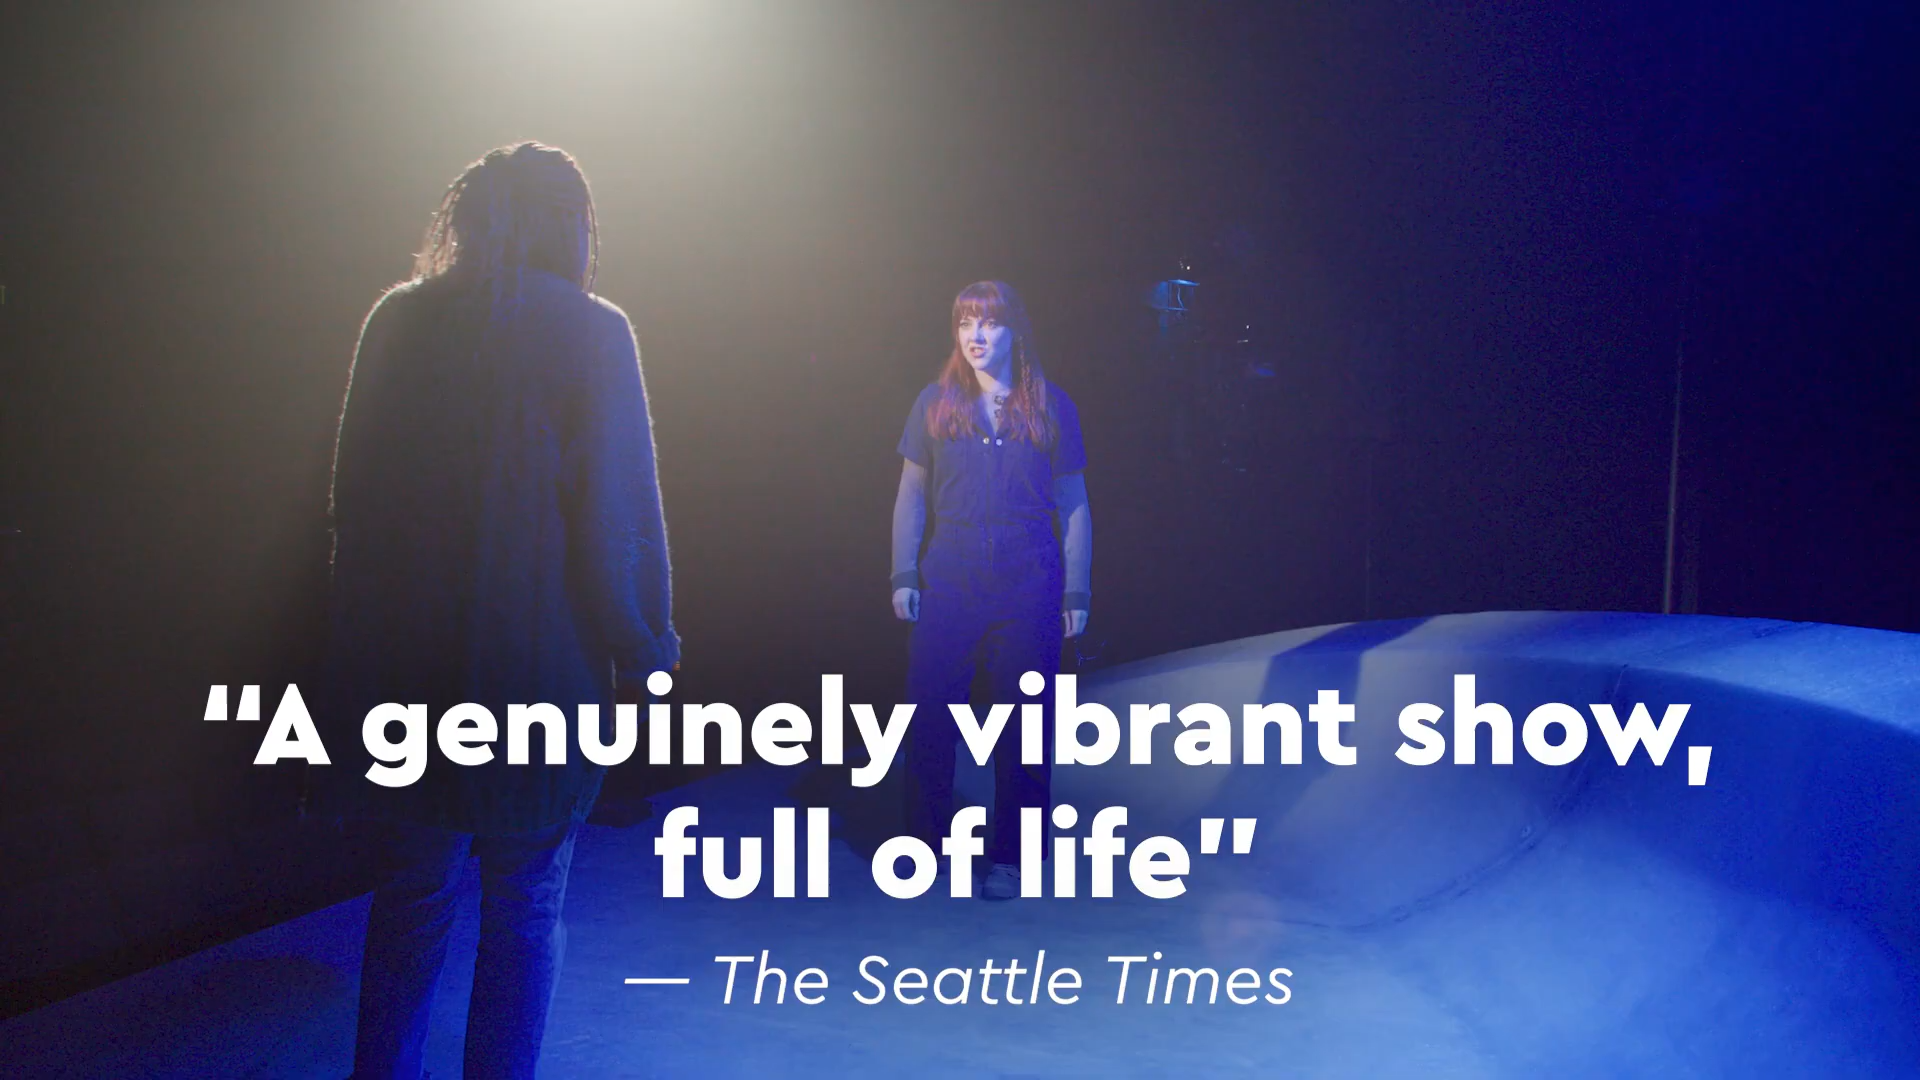 “A genuinely vibrant show,
full of life”
— The Seattle Times